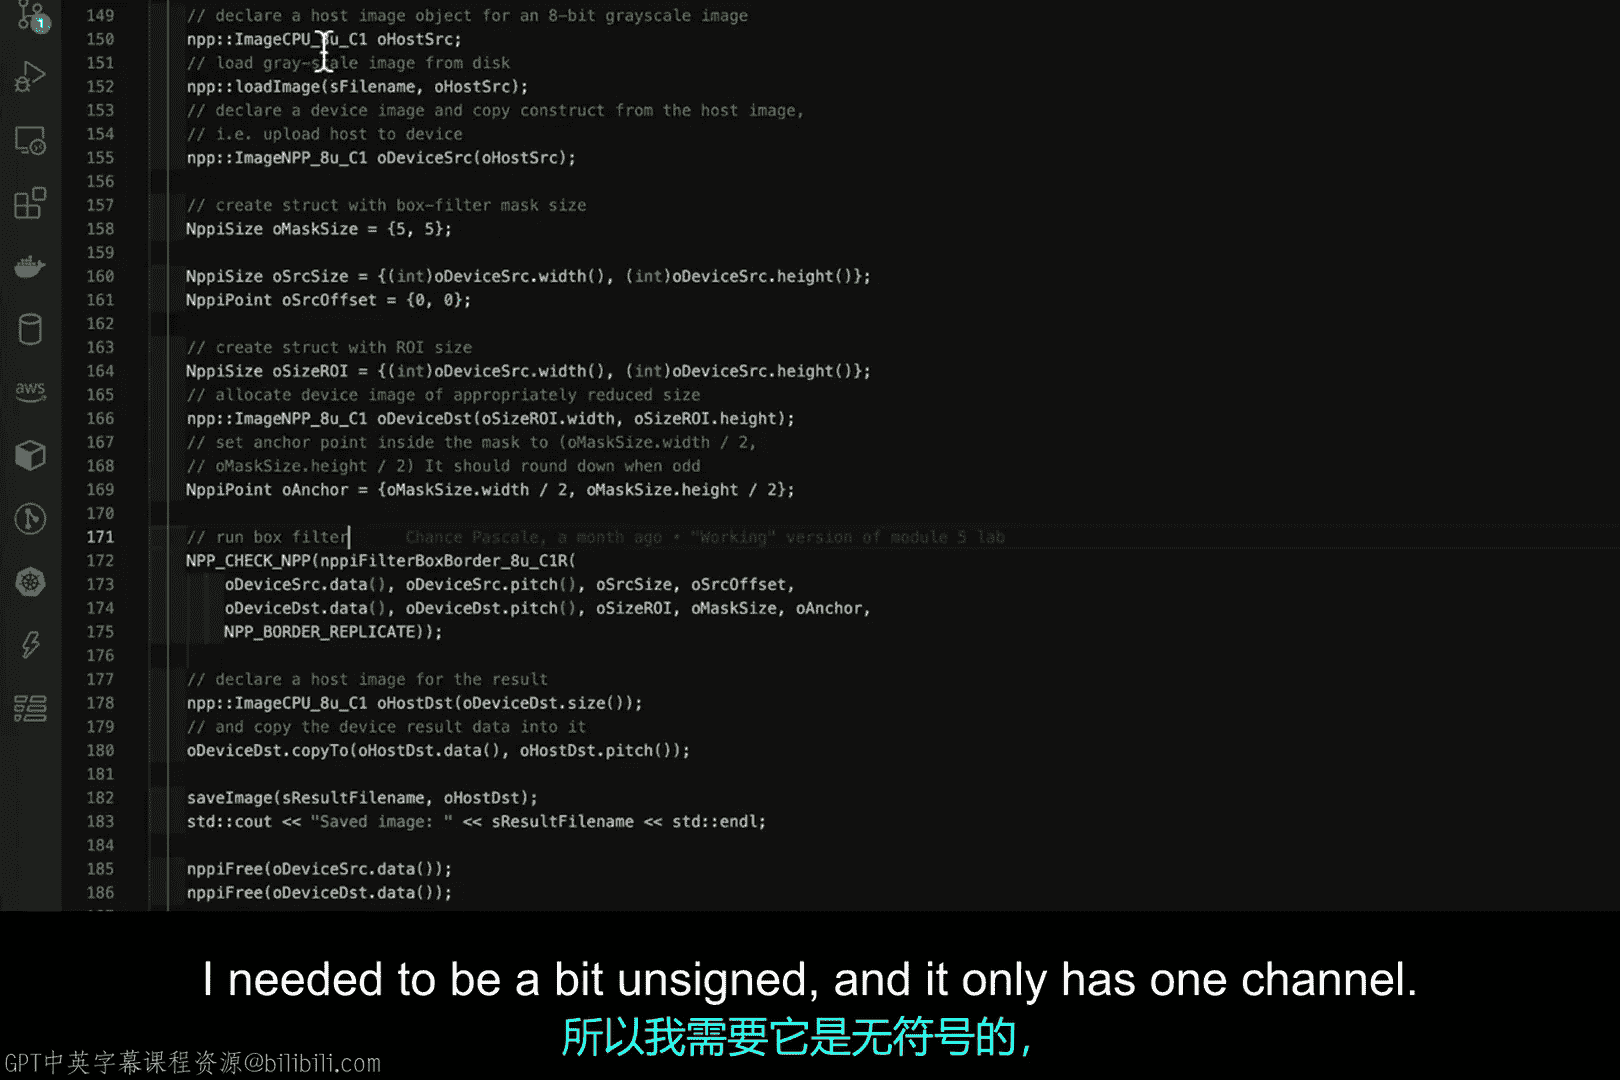 1
aws
149 // declare a host image object for an 8-bit grayscale image
150 npp::ImageCPU_8u_C1 oHostSrc;
151 // load gray-scale image from disk
152 npp::loadImage(sFilename, oHostSrc);
153 // declare a device image and copy construct from the host image,
154 // i.e. upload host to device
155 npp::ImageNPP_8u_C1 oDeviceSrc(oHostSrc);
156
157 // create struct with box-filter mask size
158 NppiSize oMaskSize = {5, 5};
159
160 NppiSize oSrcSize = {(int)oDeviceSrc.width(), (int)oDeviceSrc.height()};
161 NppiPoint oSrcOffset = {0, 0};
162
163 // create struct with ROI size
164 NppiSize oSizeROI = {(int)oDeviceSrc.width(), (int)oDeviceSrc.height()};
165 // allocate device image of appropriately reduced size
166 npp::ImageNPP_8u_C1 oDeviceDst(oSizeROI.width, oSizeROI.height);
167 // set anchor point inside the mask to (oMaskSize.width / 2,
168 // oMaskSize.height / 2) It should round down when odd
169 NppiPoint oAnchor = {oMaskSize.width / 2, oMaskSize.height / 2};
170
171 // run box filter Chance Pascale, a month ago • "Working" version of module 5 lab
172 NPP_CHECK_NPP(nppiFilterBoxBorder_8u_C1R(
173 oDeviceSrc.data(), oDeviceSrc.pitch(), oSrcSize, oSrcOffset,
174 oDeviceDst.data(), oDeviceDst.pitch(), oSizeROI, oMaskSize, oAnchor,
175 NPP_BORDER_REPLICATE));
176
177 // declare a host image for the result
178 npp::ImageCPU_8u_C1 oHostDst(oDeviceDst.size());
179 // and copy the device result data into it
180 oDeviceDst.copyTo(oHostDst.data(), oHostDst.pitch());
181
182 saveImage(sResultFilename, oHostDst);
183 std::cout << "Saved image: " << sResultFilename << std::endl;
184
185 nppiFree(oDeviceSrc.data());
186 nppiFree(oDeviceDst.data());
I needed to be a bit unsigned, and it only has one channel.
所以我需要它是无符号的，
GPT中英字幕课程资源@bilibili.com